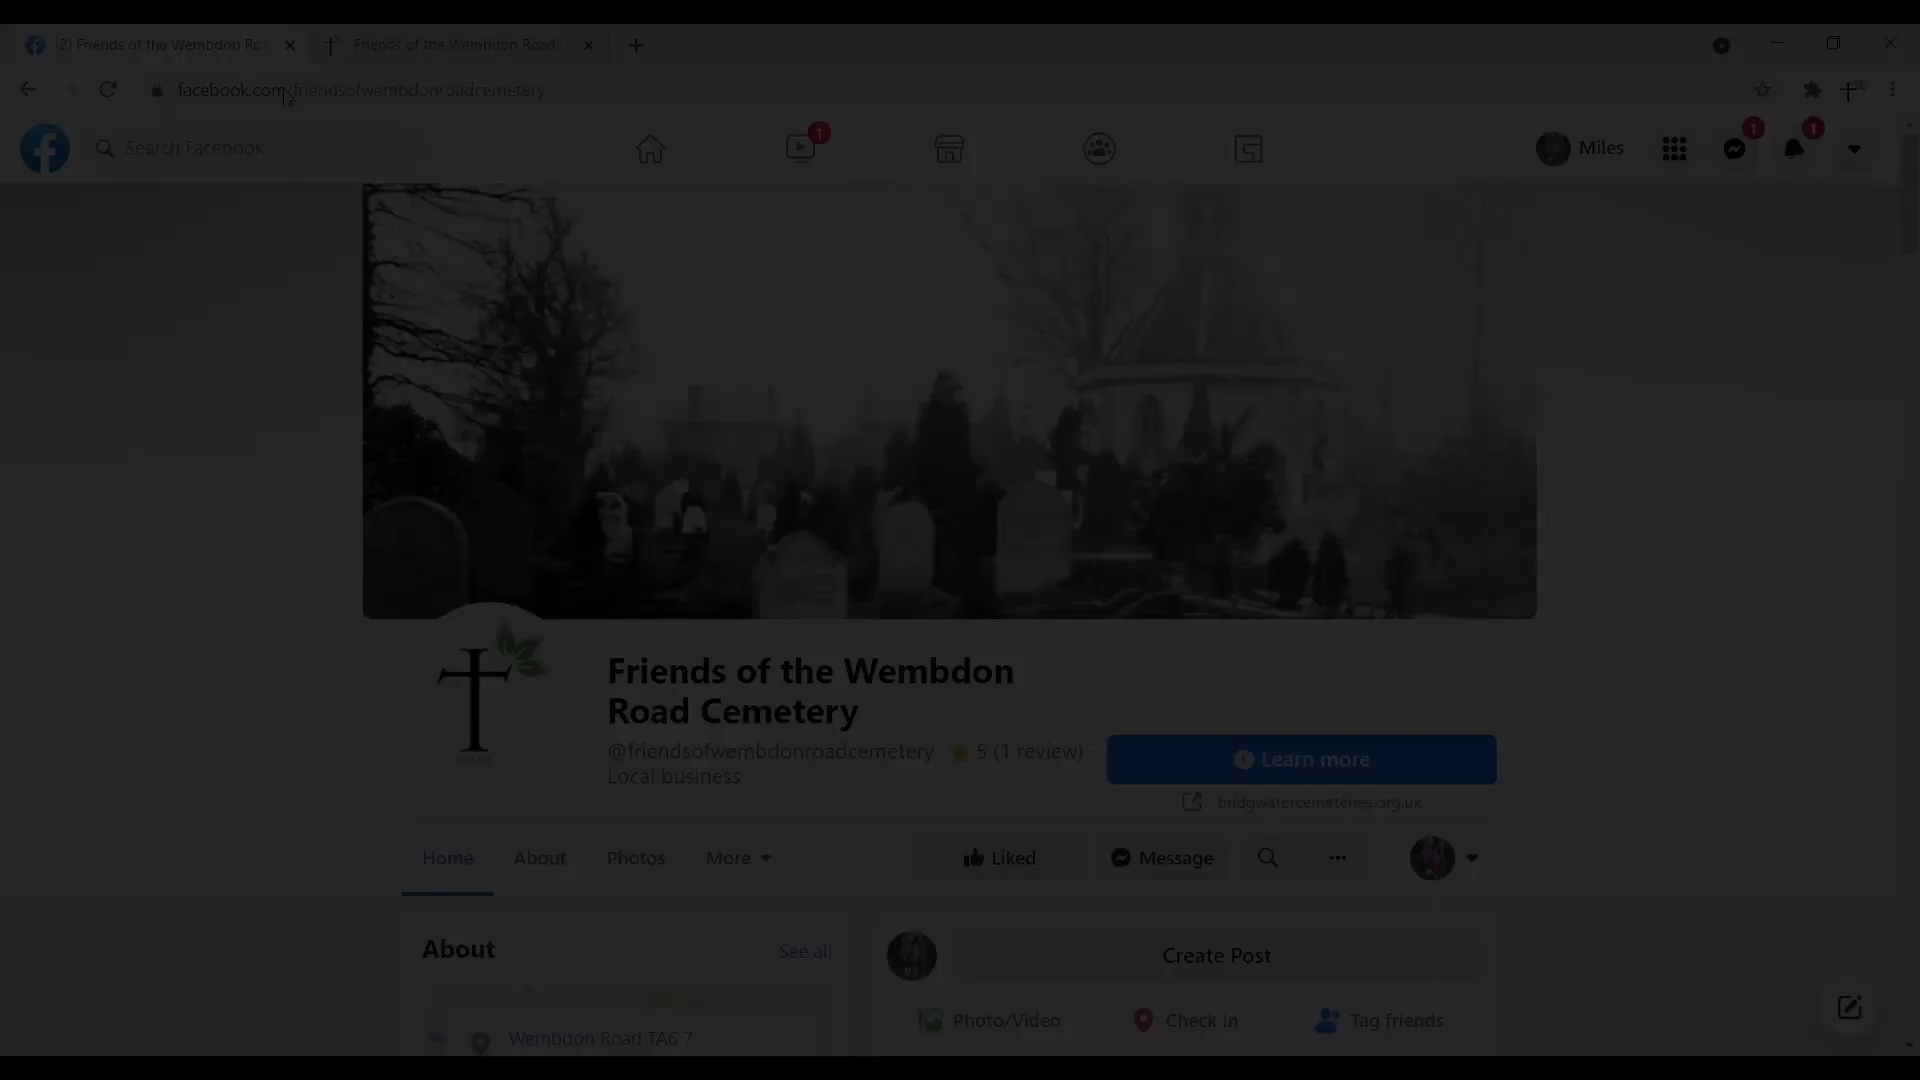 (2) Friends of the Wembdon Roa
Friends of the Wembdon Road
facebook.com/friendsofwembdonroadcemetery
Search Facebook
1
Miles
1
1
Friends of the Wembdon
Road Cemetery
@friendsofwembdonroadcemetery
5 (1 review)
Local business
Learn more
bridgwatercemeteries.org.uk
Home
About
Photos
More
Liked
Message
About
See all
Create Post
Wembdon Road TA6 7
Photo/Video
Check in
Tag friends